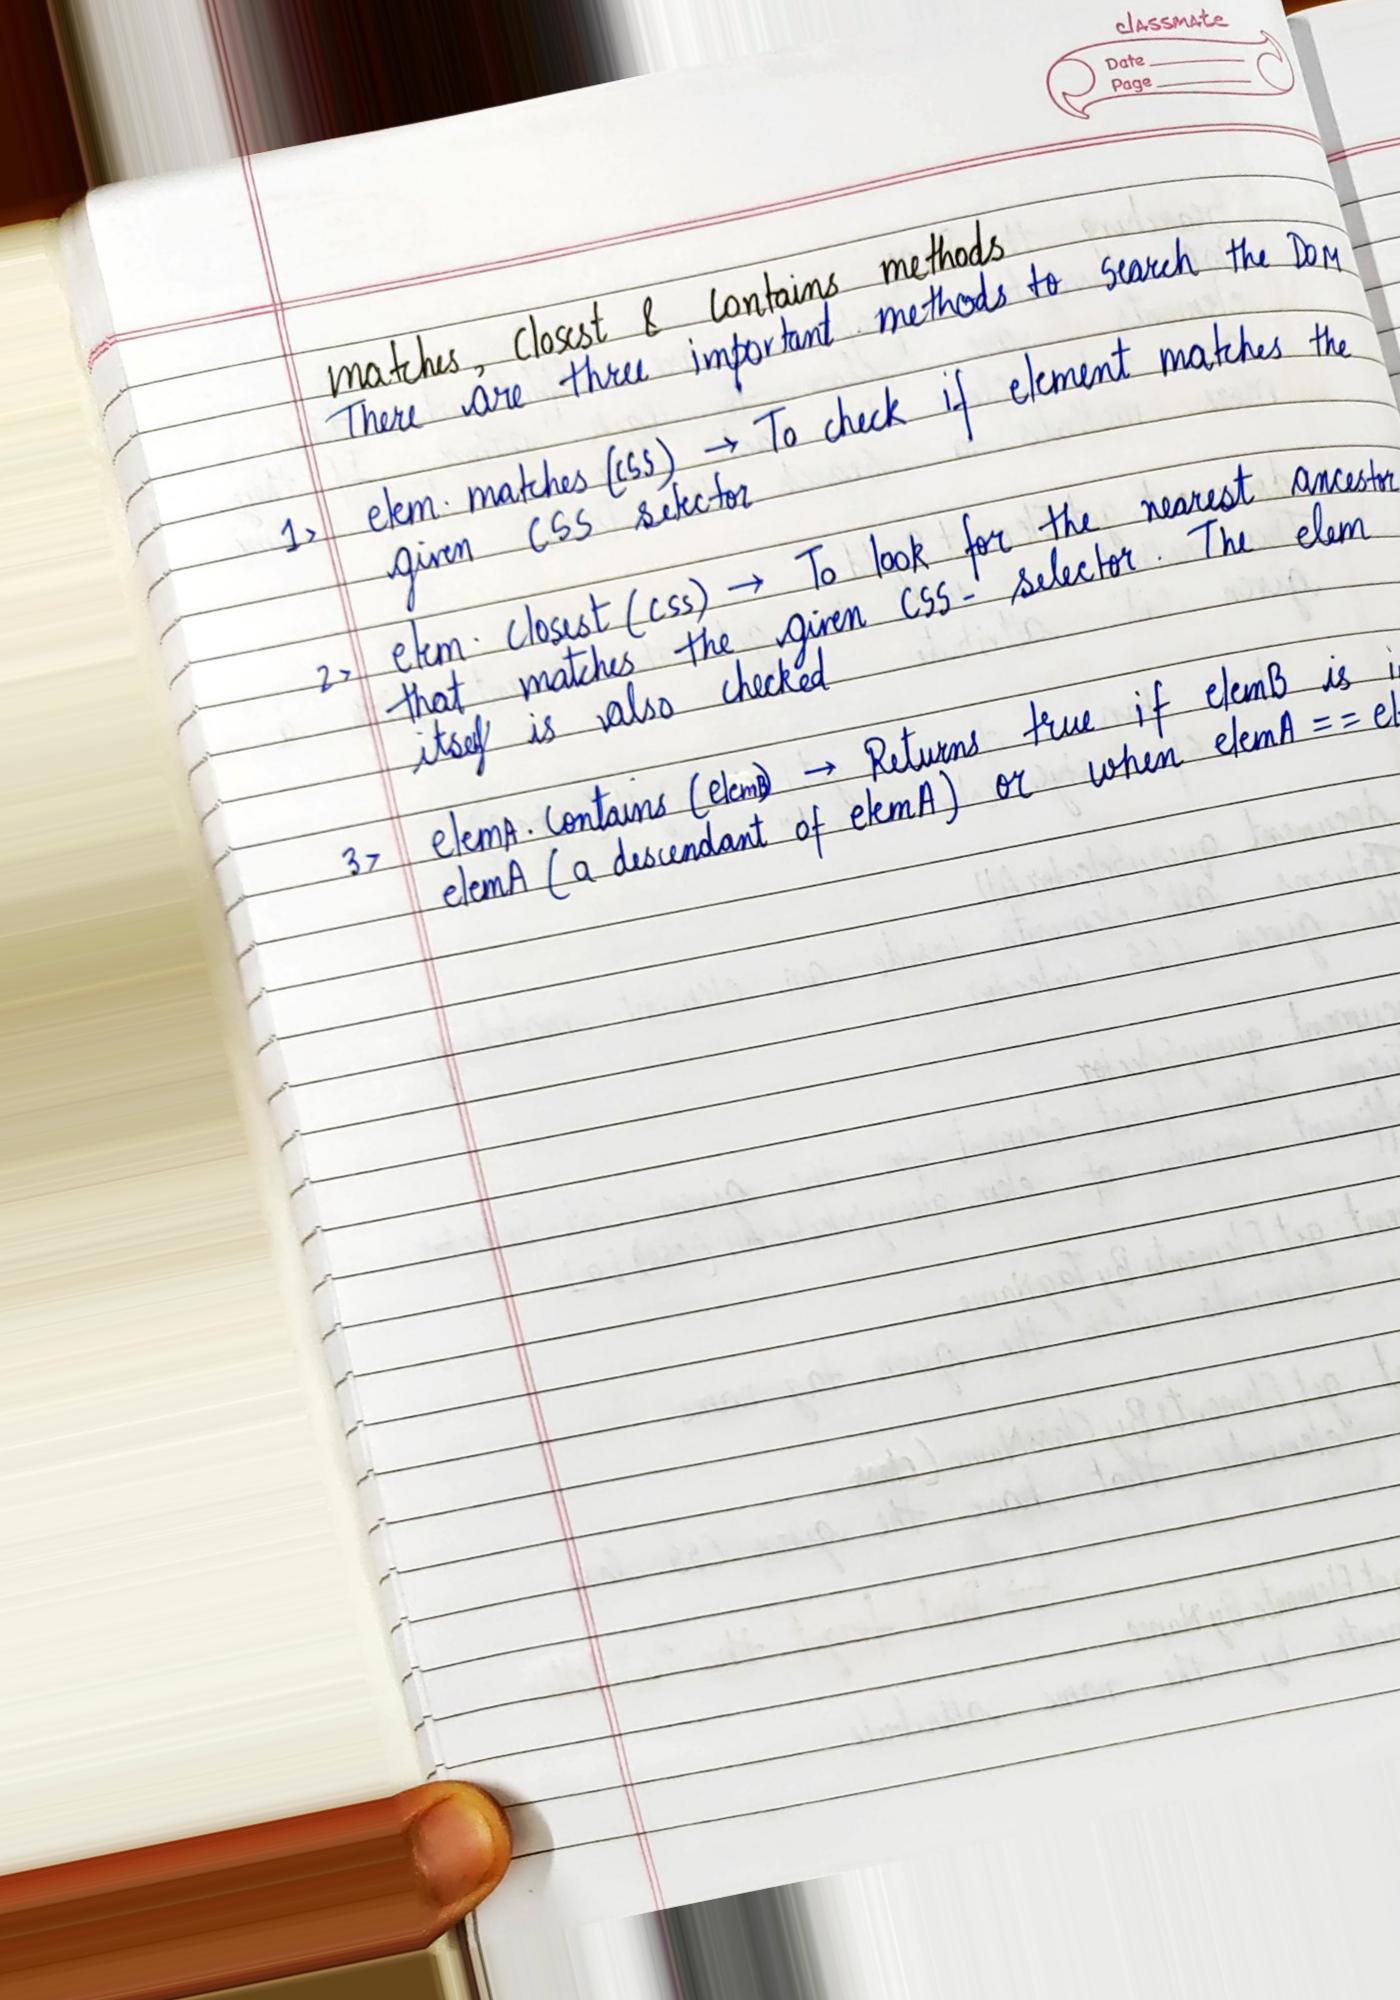 classmate
Date
Page
matches, closest & contains methods
There are three important methods to search the DOM
1> elem. matches (CSS) → To check if element matches the
given CSS selector
2> elem. closest (CSS) → To look for the nearest ancestor
that matches the given CSS- selector. The elem
itself is also checked
3> elemA. contains (elemB) → Returns true if elemB is
elemA (a descendant of elemA) or when elemA ==